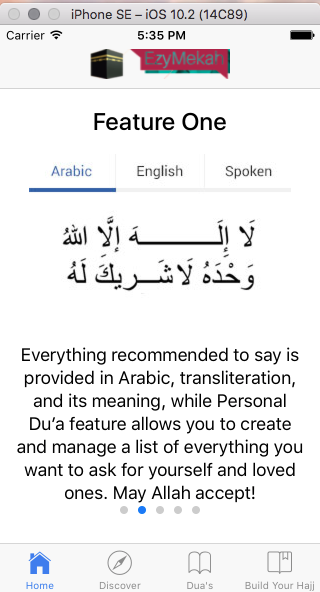 iPhone SE – iOS 10.2 (14C89)
Carrier 5:35 PM
EzyMekah
Feature One
Arabic English Spoken
لَا إِلَـــــــــهَ إلَّا اللهُ
وَحْدَهُ لَا شَـــرِيكَ لَهُ
Everything recommended to say is
provided in Arabic, transliteration,
and its meaning, while Personal
Du’a feature allows you to create
and manage a list of everything you
want to ask for yourself and loved
ones. May Allah accept!
Home Discover Dua's Build Your Hajj